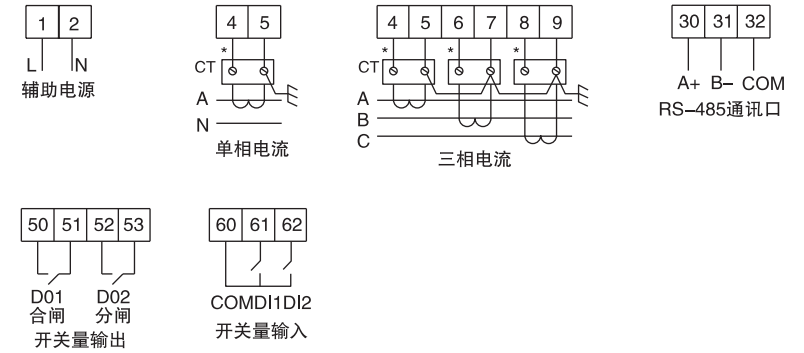 1 2
L N
辅助电源
4 5
*
CT
A
N
单相电流
4 5 6 7 8 9
* * *
CT
A
B
C
三相电流
30 31 32
A+ B- COM
RS-485通讯口
50 51 52 53
D01 D02
合闸 分闸
开关量输出
60 61 62
COMDI1DI2
开关量输入